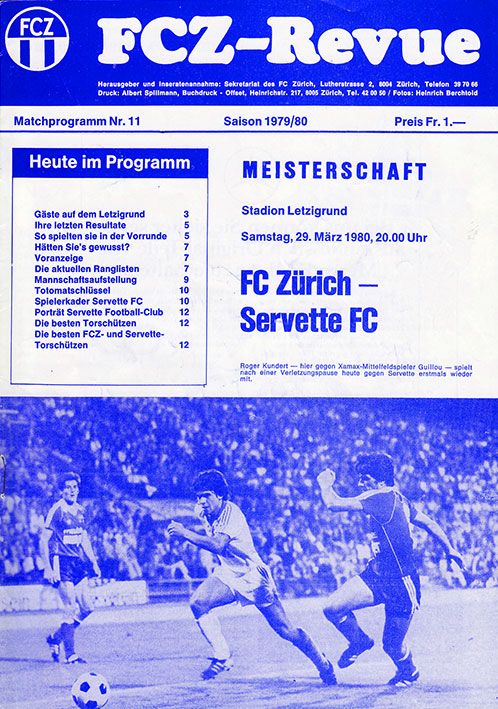 FCZ
FCZ-Revue
Herausgeber und Inseratenannahme: Sekretariat des FC Zürich, Lutherstrasse 2, 8004 Zürich, Telefon 39 70 66
Druck: Albert Spillmann, Buchdruck - Offset, Heinrichstr. 217, 8005 Zürich, Tel. 42 00 50 / Fotos: Heinrich Berchtold
Matchprogramm Nr. 11 Saison 1979/80 Preis Fr. 1.—
Heute im Programm
Gäste auf dem Letzigrund 3
Ihre letzten Resultate 5
So spielten sie in der Vorrunde 5
Hätten Sie's gewusst? 7
Voranzeige 7
Die aktuellen Ranglisten 7
Mannschaftsaufstellung 9
Totomatschlüssel 10
Spielerkader Servette FC 10
Porträt Servette Football-Club 12
Die besten Torschützen 12
Die besten FCZ- und Servette-
Torschützen 12
MEISTERSCHAFT
Stadion Letzigrund
Samstag, 29. März 1980, 20.00 Uhr
FC Zürich —
Servette FC
Roger Kundert — hier gegen Xamax-Mittelfeldspieler Guillou — spielt
nach einer Verletzungspause heute gegen Servette erstmals wieder
mit.